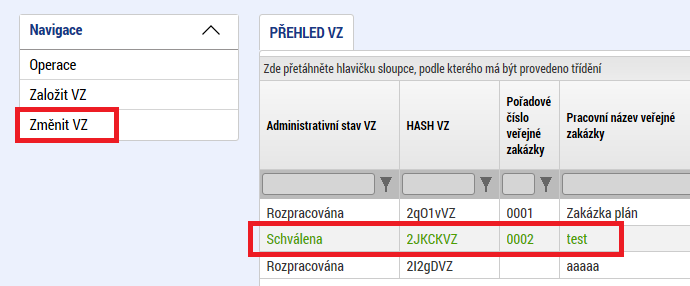 Navigace
Operace
Založit VZ
Změnit VZ
PŘEHLED VZ
Zde přetáhněte hlavičku sloupce, podle kterého má být provedeno třídění
Administrativní stav VZ
HASH VZ
Pořadové
číslo
veřejné
zakázky
Pracovní název veřejné
zakázky
Rozpracována 2qO1vVZ 0001 Zakázka plán
Schválena 2JKCKVZ 0002 test
Rozpracována 2I2gDVZ aaaaa